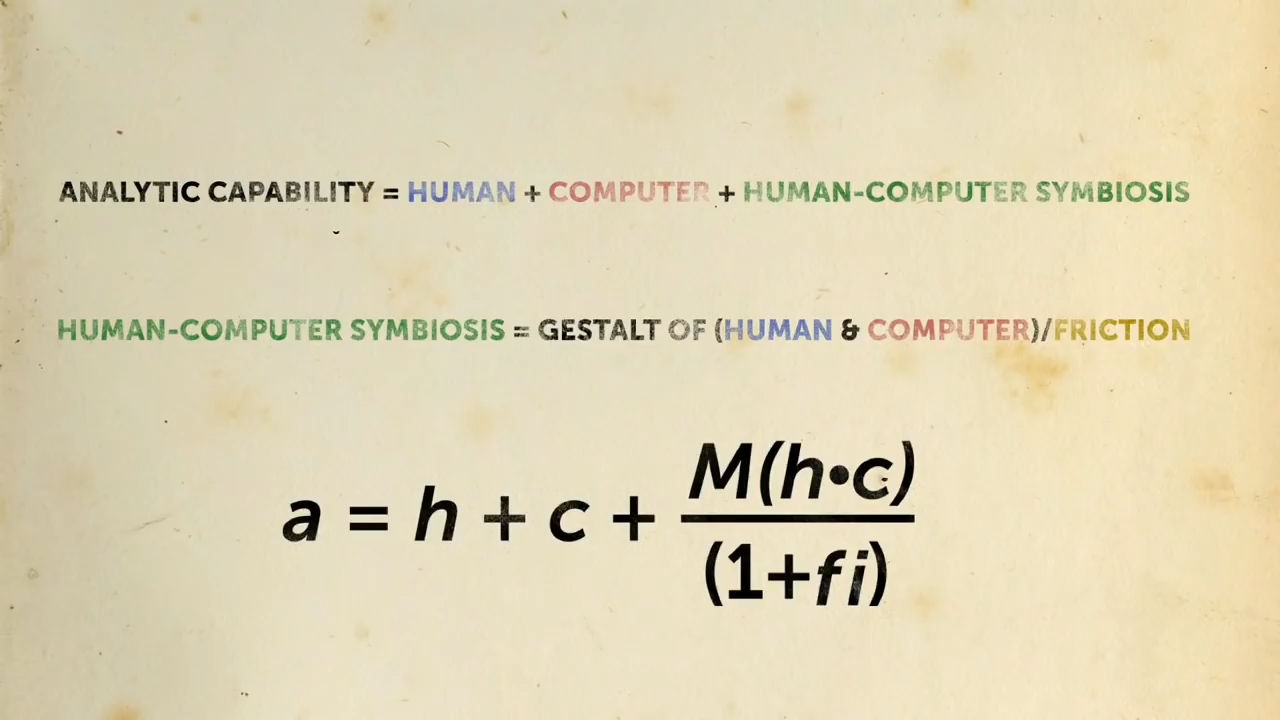 ANALYTIC CAPABILITY = HUMAN + COMPUTER + HUMAN-COMPUTER SYMBIOSIS
HUMAN-COMPUTER SYMBIOSIS = GESTALT OF (HUMAN & COMPUTER)/FRICTION
a = h + c + M(h•c)
(1+fi)